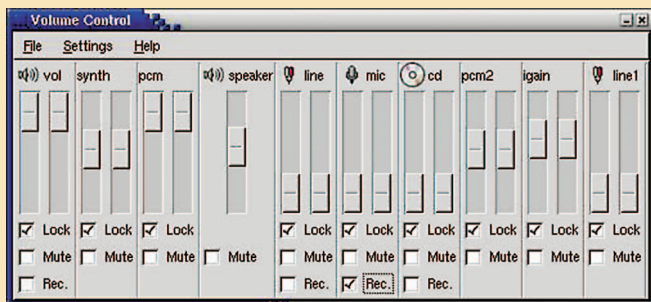 Volume Control
File Settings Help
vol synth pcm speaker line mic cd pcm2 igain line1
Lock Lock Lock Lock Lock Lock Lock Lock Lock
Mute Mute Mute Mute Mute Mute Mute Mute Mute Mute
Rec. Rec. Rec. Rec.